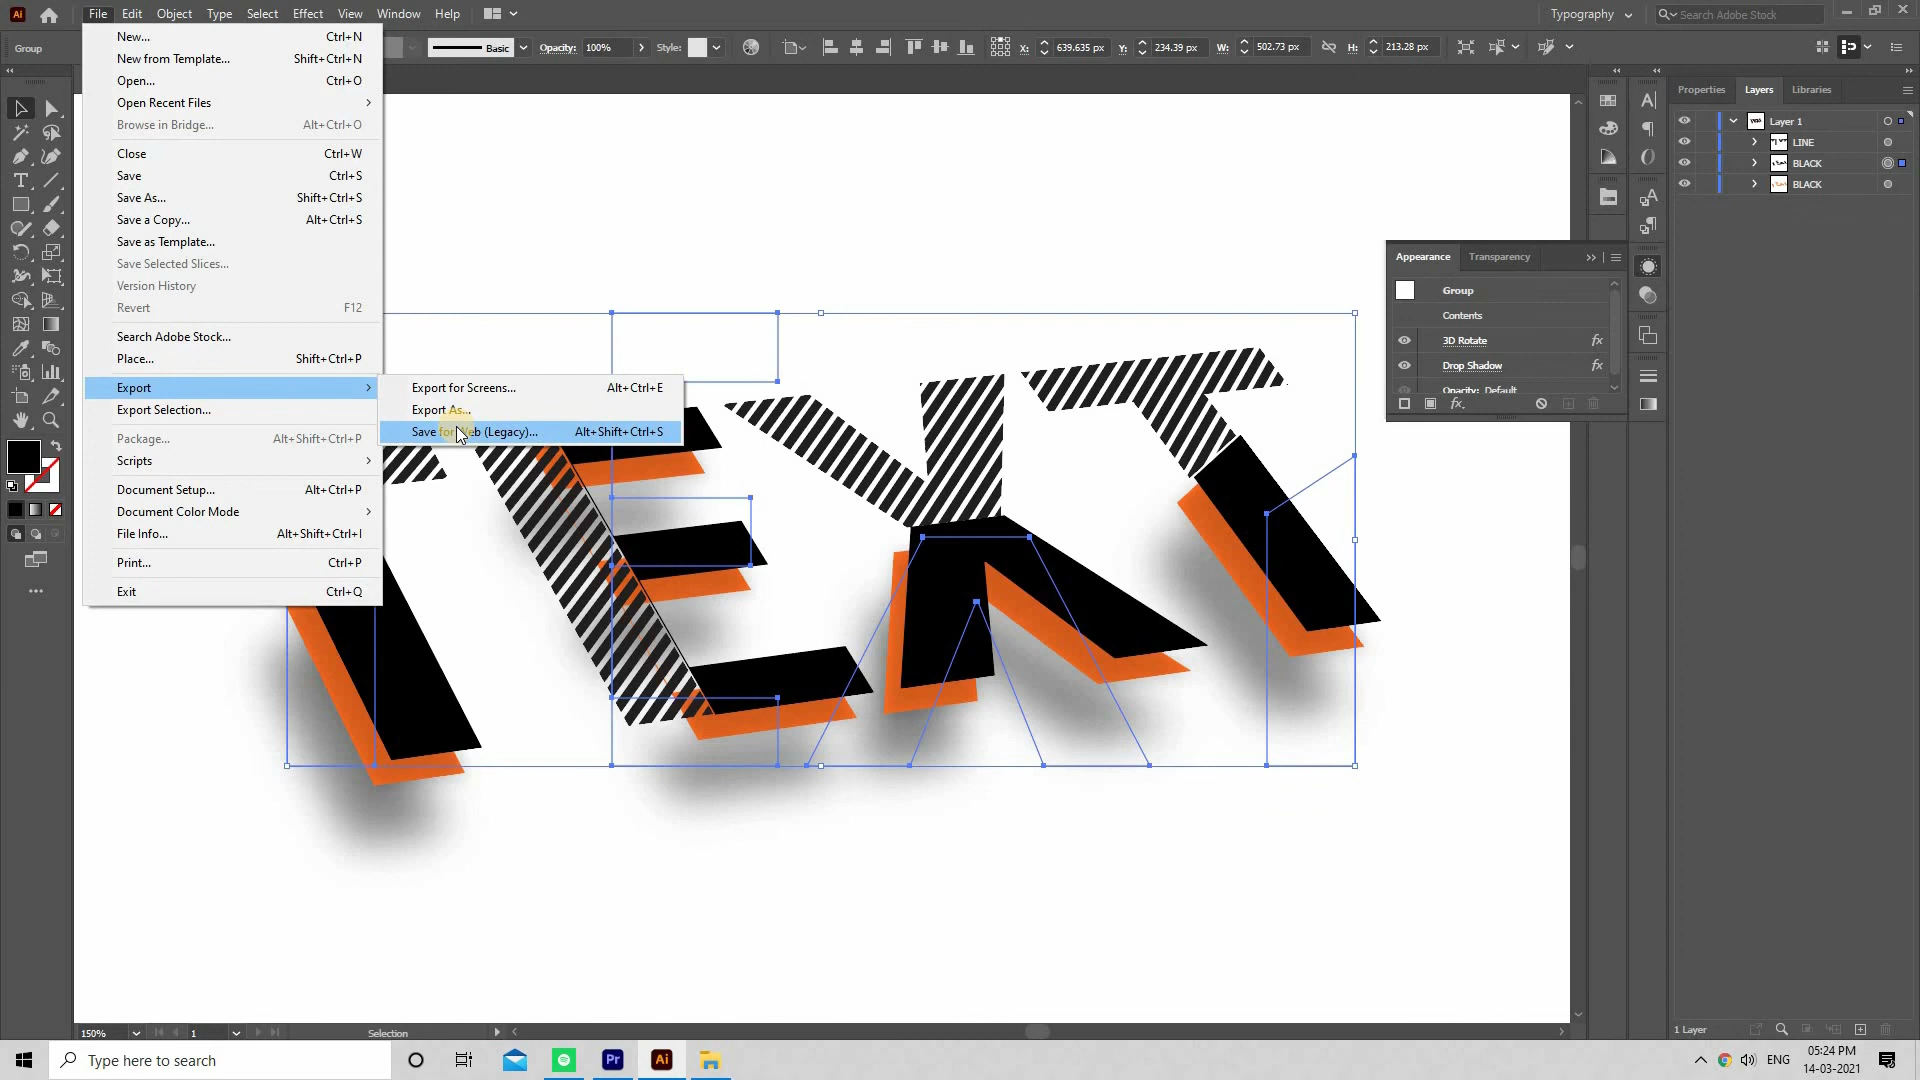 Ai File Edit Object Type Select Effect View Window Help Typography Search Adobe Stock
Group Basic Opacity: 100% Style: X: 639.635 px Y: 234.39 px W: 502.73 px H: 213.28 px
New... Ctrl+N
New from Template... Shift+Ctrl+N
Open... Ctrl+O
Open Recent Files
Browse in Bridge... Alt+Ctrl+O
Close Ctrl+W
Save Ctrl+S
Save As... Shift+Ctrl+S
Save a Copy... Alt+Ctrl+S
Save as Template...
Save Selected Slices...
Version History
Revert F12
Search Adobe Stock...
Place... Shift+Ctrl+P
Export
Export Selection...
Package... Alt+Shift+Ctrl+P
Scripts
Document Setup... Alt+Ctrl+P
Document Color Mode
File Info... Alt+Shift+Ctrl+I
Print... Ctrl+P
Exit Ctrl+Q
Export for Screens... Alt+Ctrl+E
Export As...
Save for Web (Legacy)... Alt+Shift+Ctrl+S
TEXT
Properties Layers Libraries
Layer 1
LINE
BLACK
BLACK
Appearance Transparency
Group
Contents
3D Rotate fx
Drop Shadow fx
Opacity: Default
fx
1 Layer
150% 1 Selection
Type here to search
Pr Ai
ENG
05:24 PM
14-03-2021